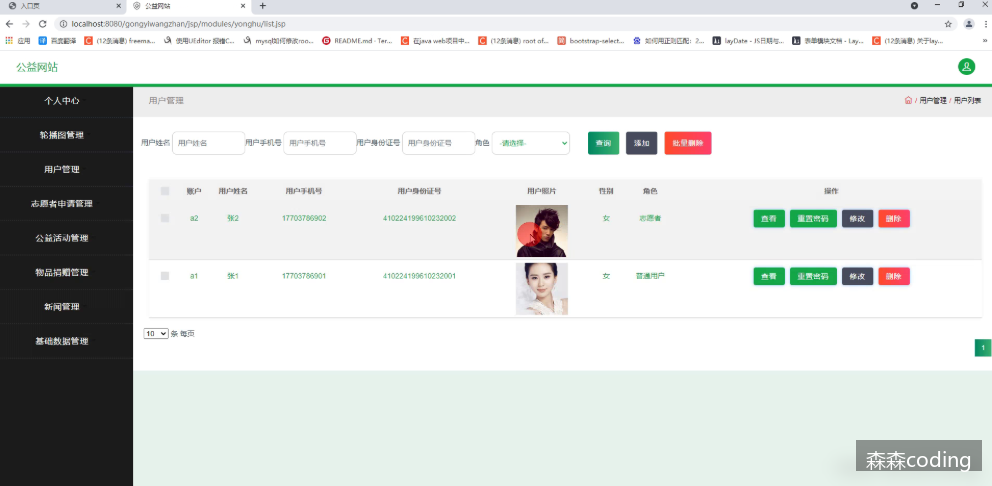 人口页
公益网站
localhost:8080/gongyiwangzhan/jsp/modules/yonghu/list.jsp
应用 百度翻译 (12条消息) freema... 使用UEditor 报错C... mysql如何修改roo... README.md · Ter... 在java web项目中... (12条消息) root of... bootstrap-select... 如何用正则匹配：2... layDate - JS日期与... 表单模块文档 - Lay... (12条消息) 关于lay... »
公益网站
个人中心
轮播图管理
用户管理
志愿者申请管理
公益活动管理
物品捐赠管理
新闻管理
基础数据管理
用户管理
/ 用户管理 / 用户列表
用户姓名 用户姓名 用户手机号 用户手机号 用户身份证号 用户身份证号 角色 -请选择- 查询 添加 批量删除
账户 用户姓名 用户手机号 用户身份证号 用户照片 性别 角色 操作
a2 张2 17703786902 410224199610232002 女 志愿者 查看 重置密码 修改 删除
a1 张1 17703786901 410224199610232001 女 普通用户 查看 重置密码 修改 删除
10 条 每页
1
森森coding